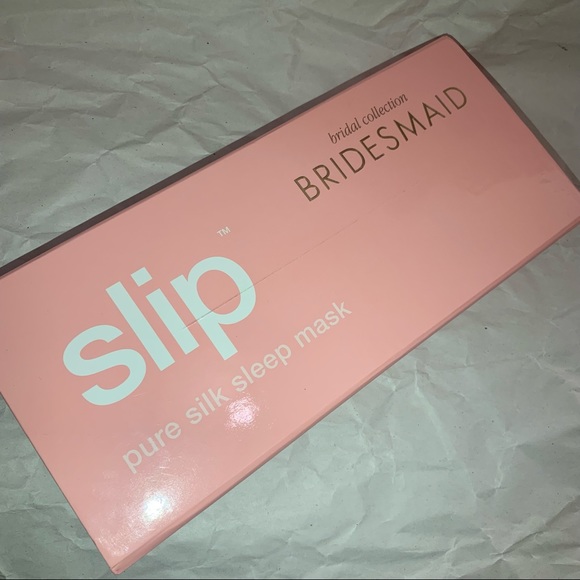 bridal collection
BRIDESMAID
slip™
pure silk sleep mask